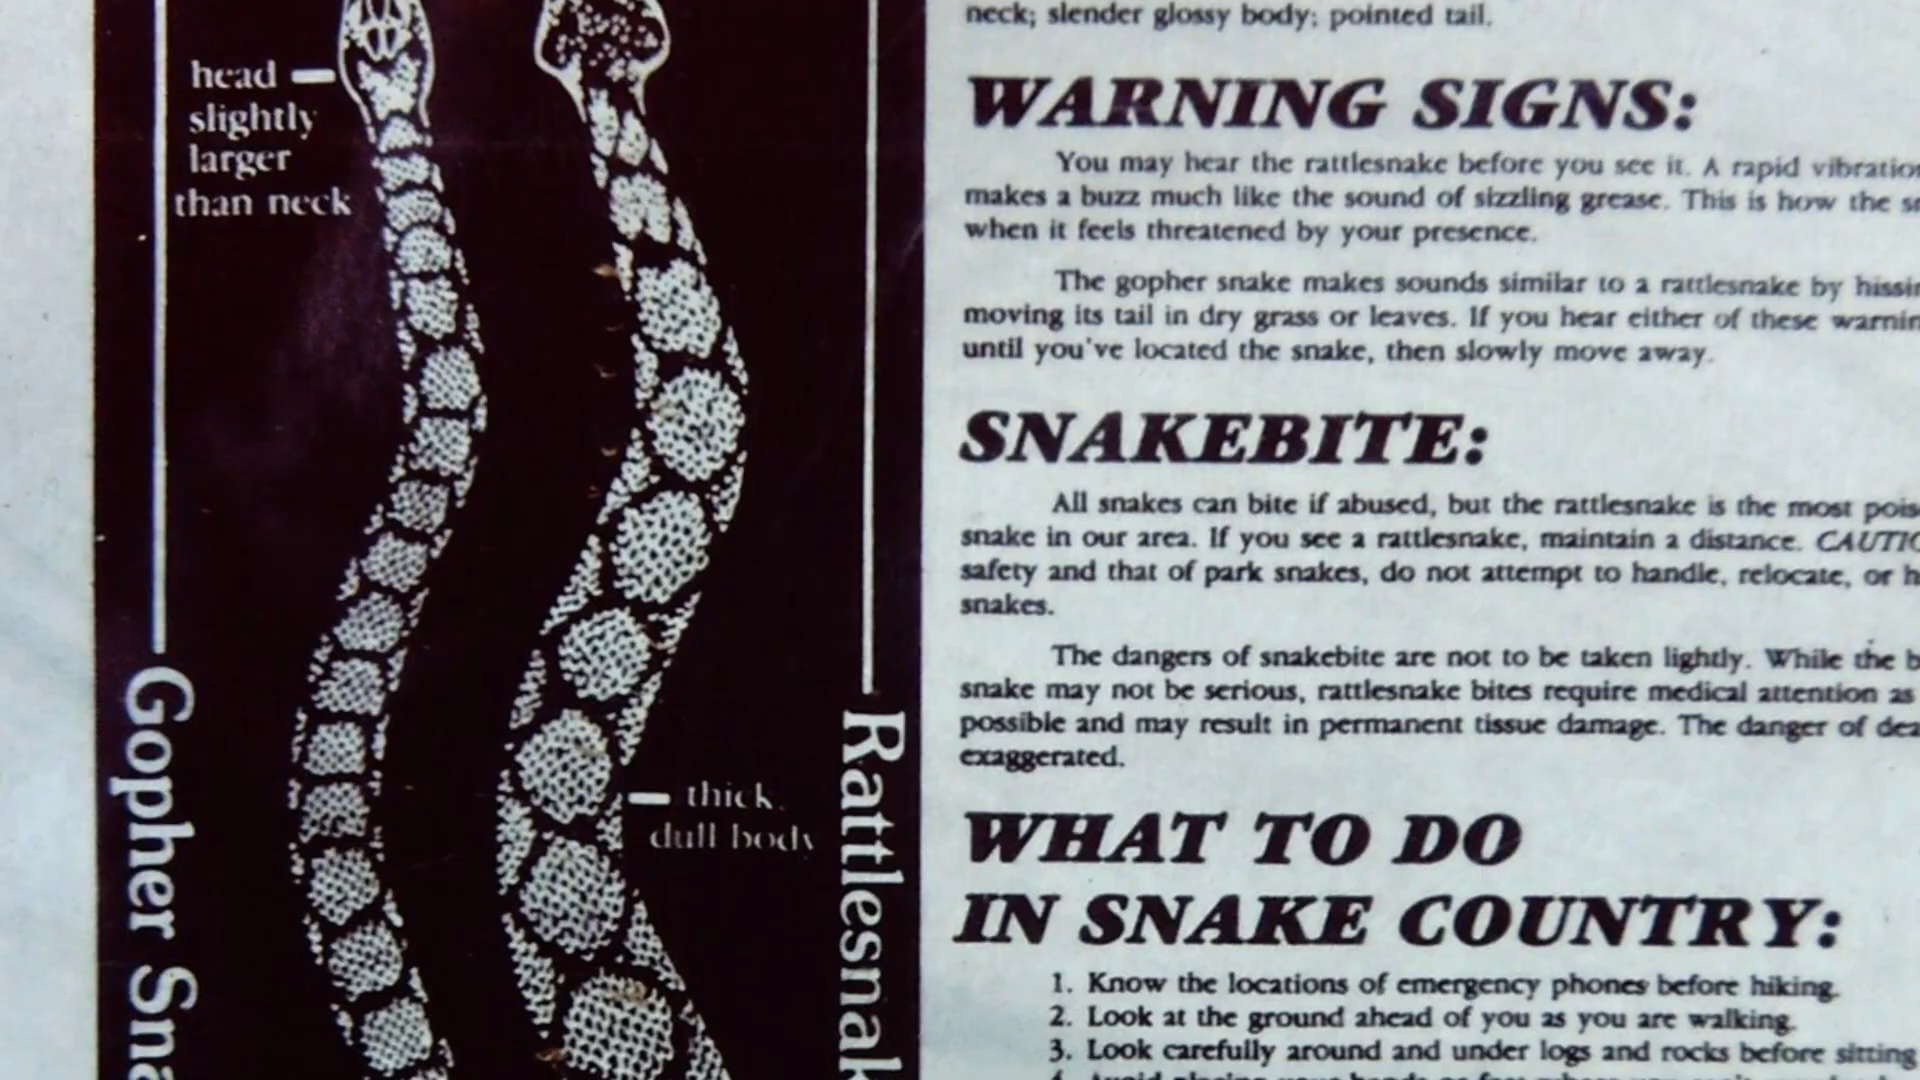 head
slightly
larger
than neck
Gopher Sna
thick,
dull body
Rattlesnak
neck; slender glossy body; pointed tail.
WARNING SIGNS:
You may hear the rattlesnake before you see it. A rapid vibration
makes a buzz much like the sound of sizzling grease. This is how the
when it feels threatened by your presence.
The gopher snake makes sounds similar to a rattlesnake by hissin
moving its tail in dry grass or leaves. If you hear either of these warnin
until you've located the snake, then slowly move away.
SNAKEBITE:
All snakes can bite if abused, but the rattlesnake is the most pois
snake in our area. If you see a rattlesnake, maintain a distance. CAUTIO
safety and that of park snakes, do not attempt to handle, relocate, or h
snakes.
The dangers of snakebite are not to be taken lightly. While the b
snake may not be serious, rattlesnake bites require medical attention as
possible and may result in permanent tissue damage. The danger of dea
exaggerated.
WHAT TO DO
IN SNAKE COUNTRY:
1. Know the locations of emergency phones before hiking.
2. Look at the ground ahead of you as you are walking.
3. Look carefully around and under logs and rocks before sitting